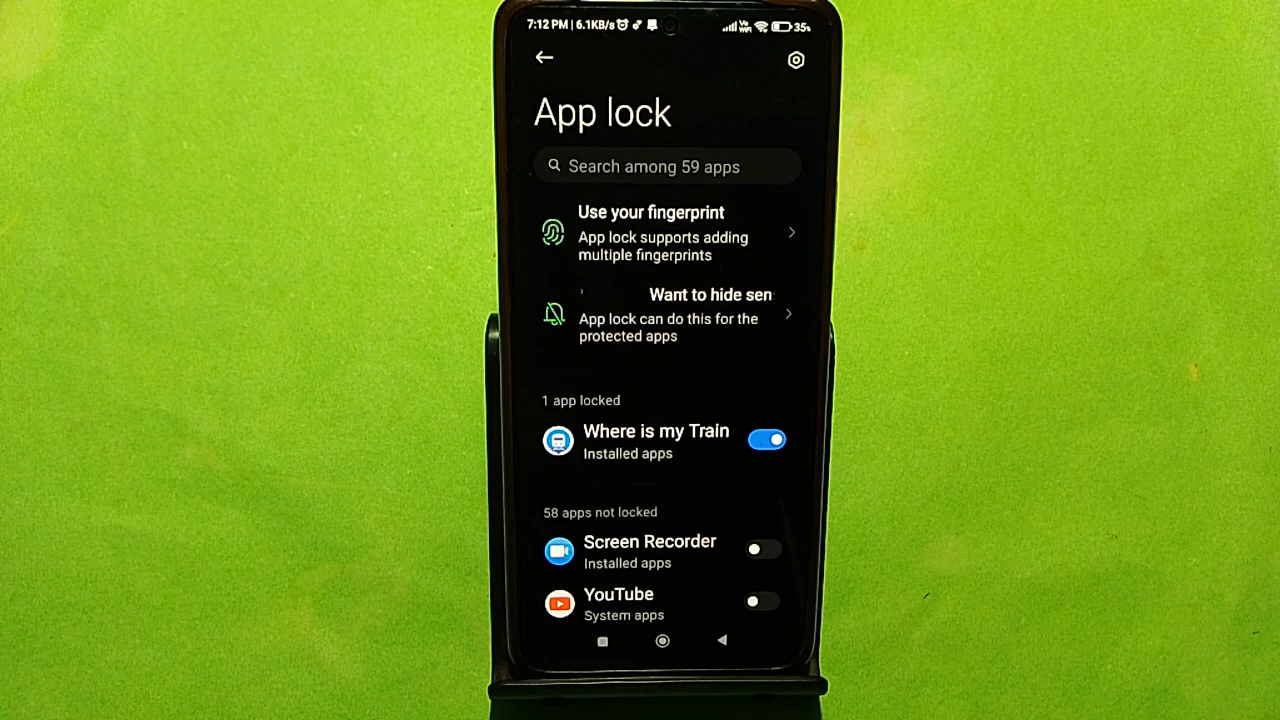 7:12 PM | 6.1KB/s
Vo
WiFi
35%
App lock
Search among 59 apps
Use your fingerprint
App lock supports adding
multiple fingerprints
Want to hide sen
App lock can do this for the
protected apps
1 app locked
Where is my Train
Installed apps
58 apps not locked
Screen Recorder
Installed apps
YouTube
System apps